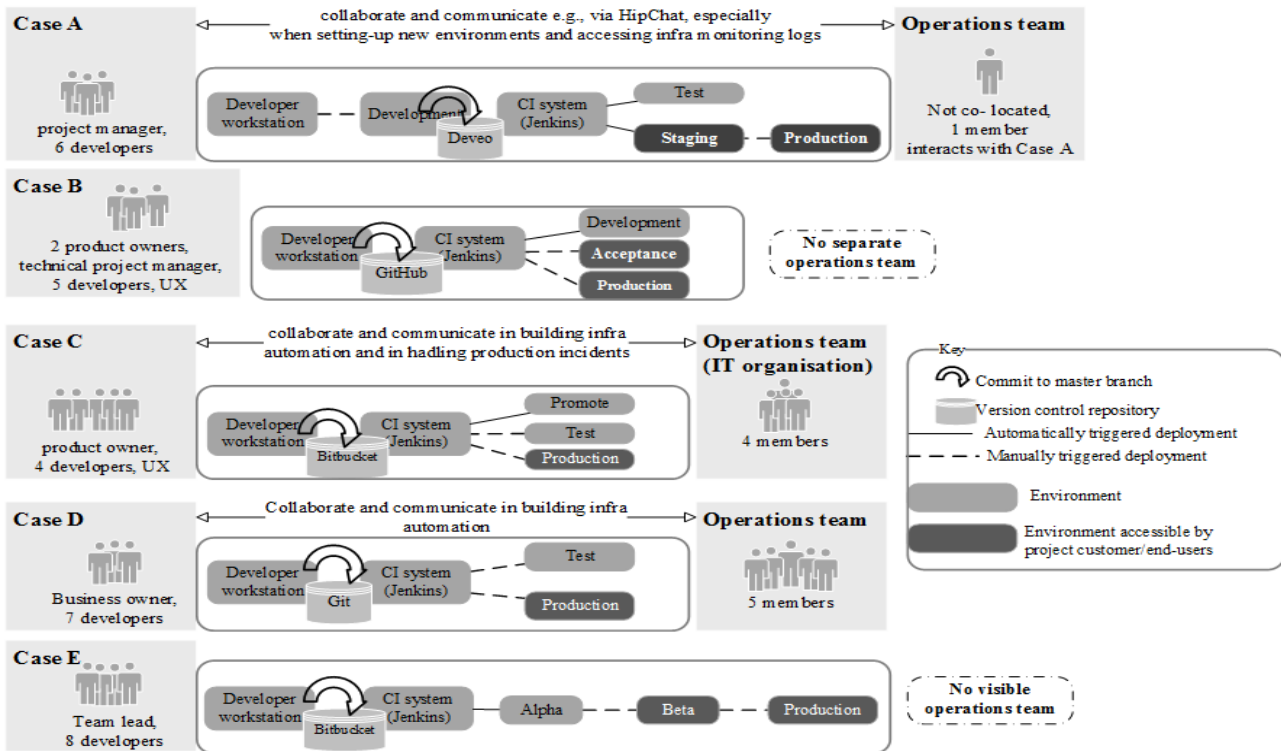 Case A
collaborate and communicate e.g., via HipChat, especially
when setting-up new environments and accessing infra monitoring logs
Operations team
project manager,
6 developers
Developer
workstation
Development
Deveo
CI system
(Jenkins)
Test
Staging
Production
Not co- located,
1 member
interacts with Case A
Case B
2 product owners,
technical project manager,
5 developers, UX
Developer
workstation
GitHub
CI system
(Jenkins)
Development
Acceptance
Production
No separate
operations team
Case C
collaborate and communicate in building infra
automation and in hadling production incidents
Operations team
(IT organisation)
product owner,
4 developers, UX
Developer
workstation
Bitbucket
CI system
(Jenkins)
Promote
Test
Production
4 members
Key
Commit to master branch
Version control repository
Automatically triggered deployment
Manually triggered deployment
Environment
Environment accessible by
project customer/end-users
Case D
Collaborate and communicate in building infra
automation
Operations team
Business owner,
7 developers
Developer
workstation
Git
CI system
(Jenkins)
Test
Production
5 members
Case E
Team lead,
8 developers
Developer
workstation
Bitbucket
CI system
(Jenkins)
Alpha
Beta
Production
No visible
operations team